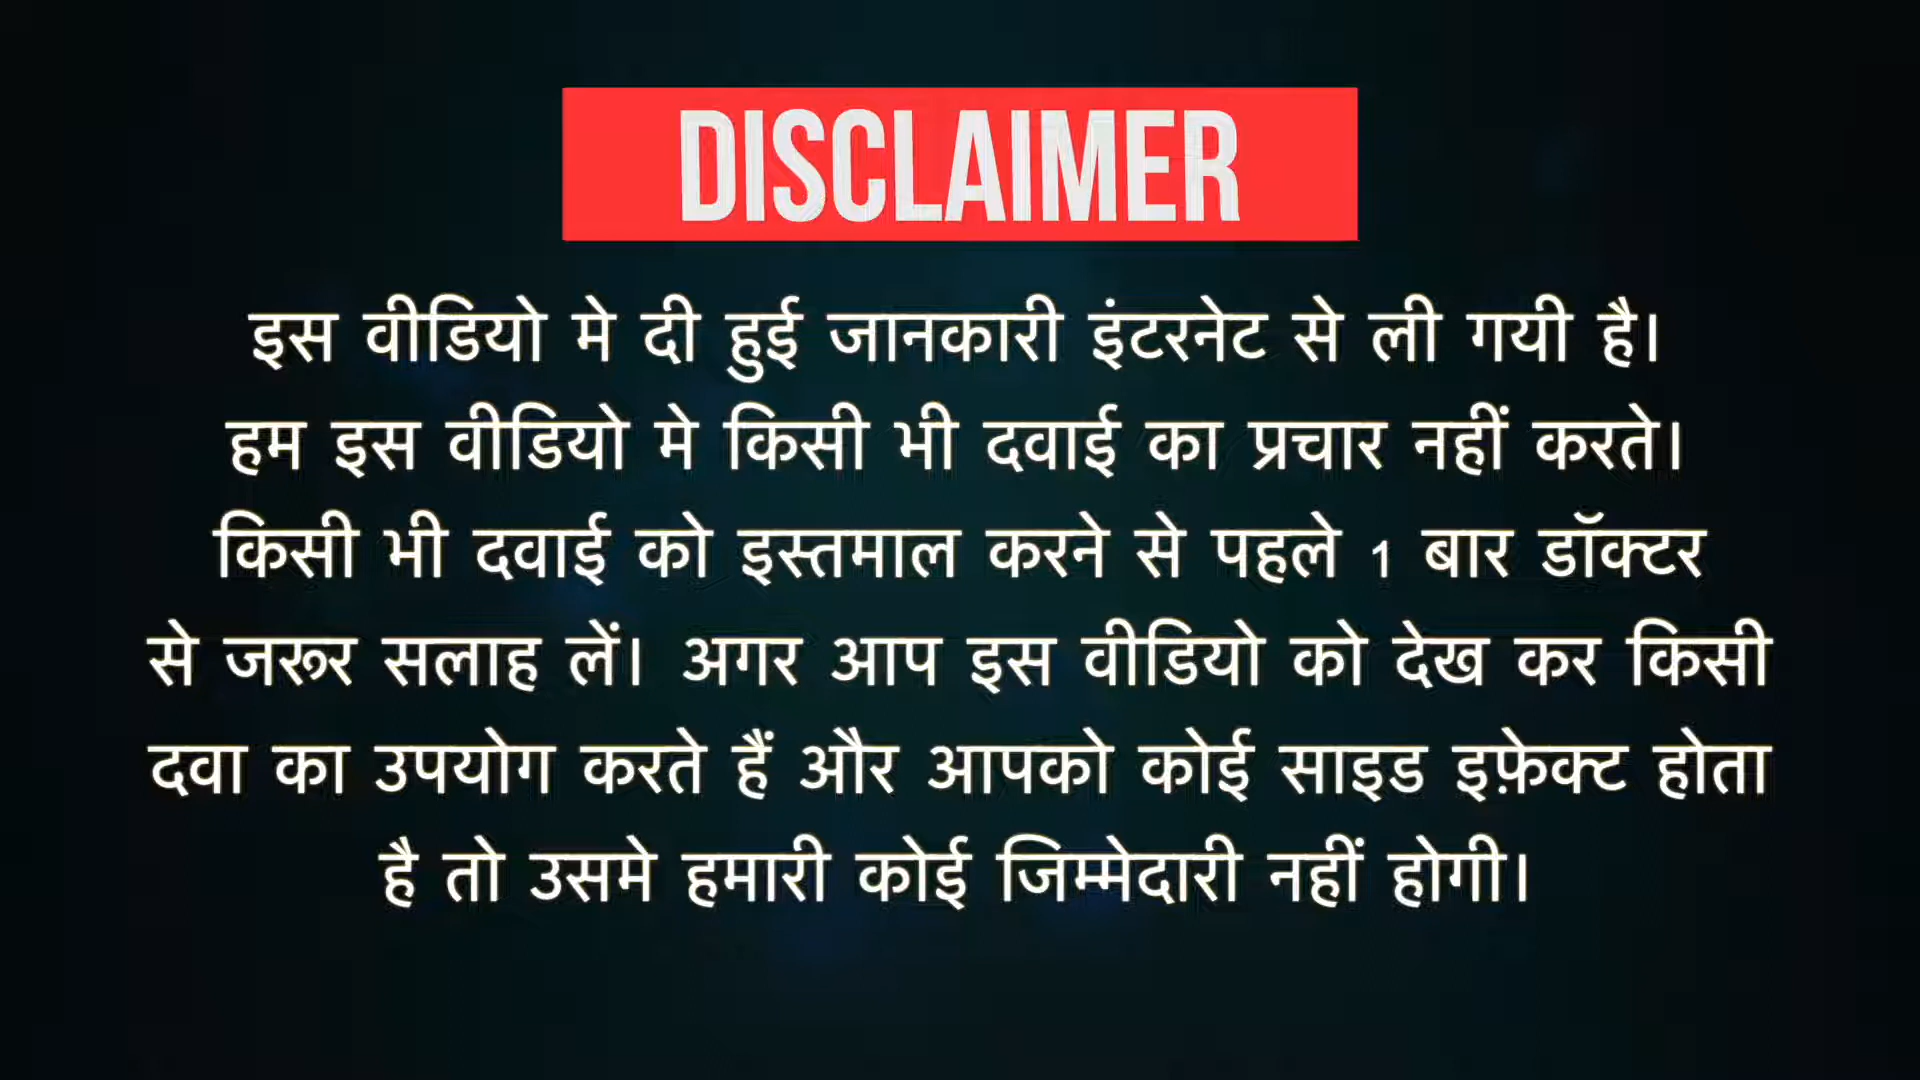 DISCLAIMER
इस वीडियो मे दी हुई जानकारी इंटरनेट से ली गयी है।
हम इस वीडियो मे किसी भी दवाई का प्रचार नहीं करते।
किसी भी दवाई को इस्तमाल करने से पहले 1 बार डॉक्टर
से जरूर सलाह लें। अगर आप इस वीडियो को देख कर किसी
दवा का उपयोग करते हैं और आपको कोई साइड इफ़ेक्ट होता
है तो उसमे हमारी कोई जिम्मेदारी नहीं होगी।